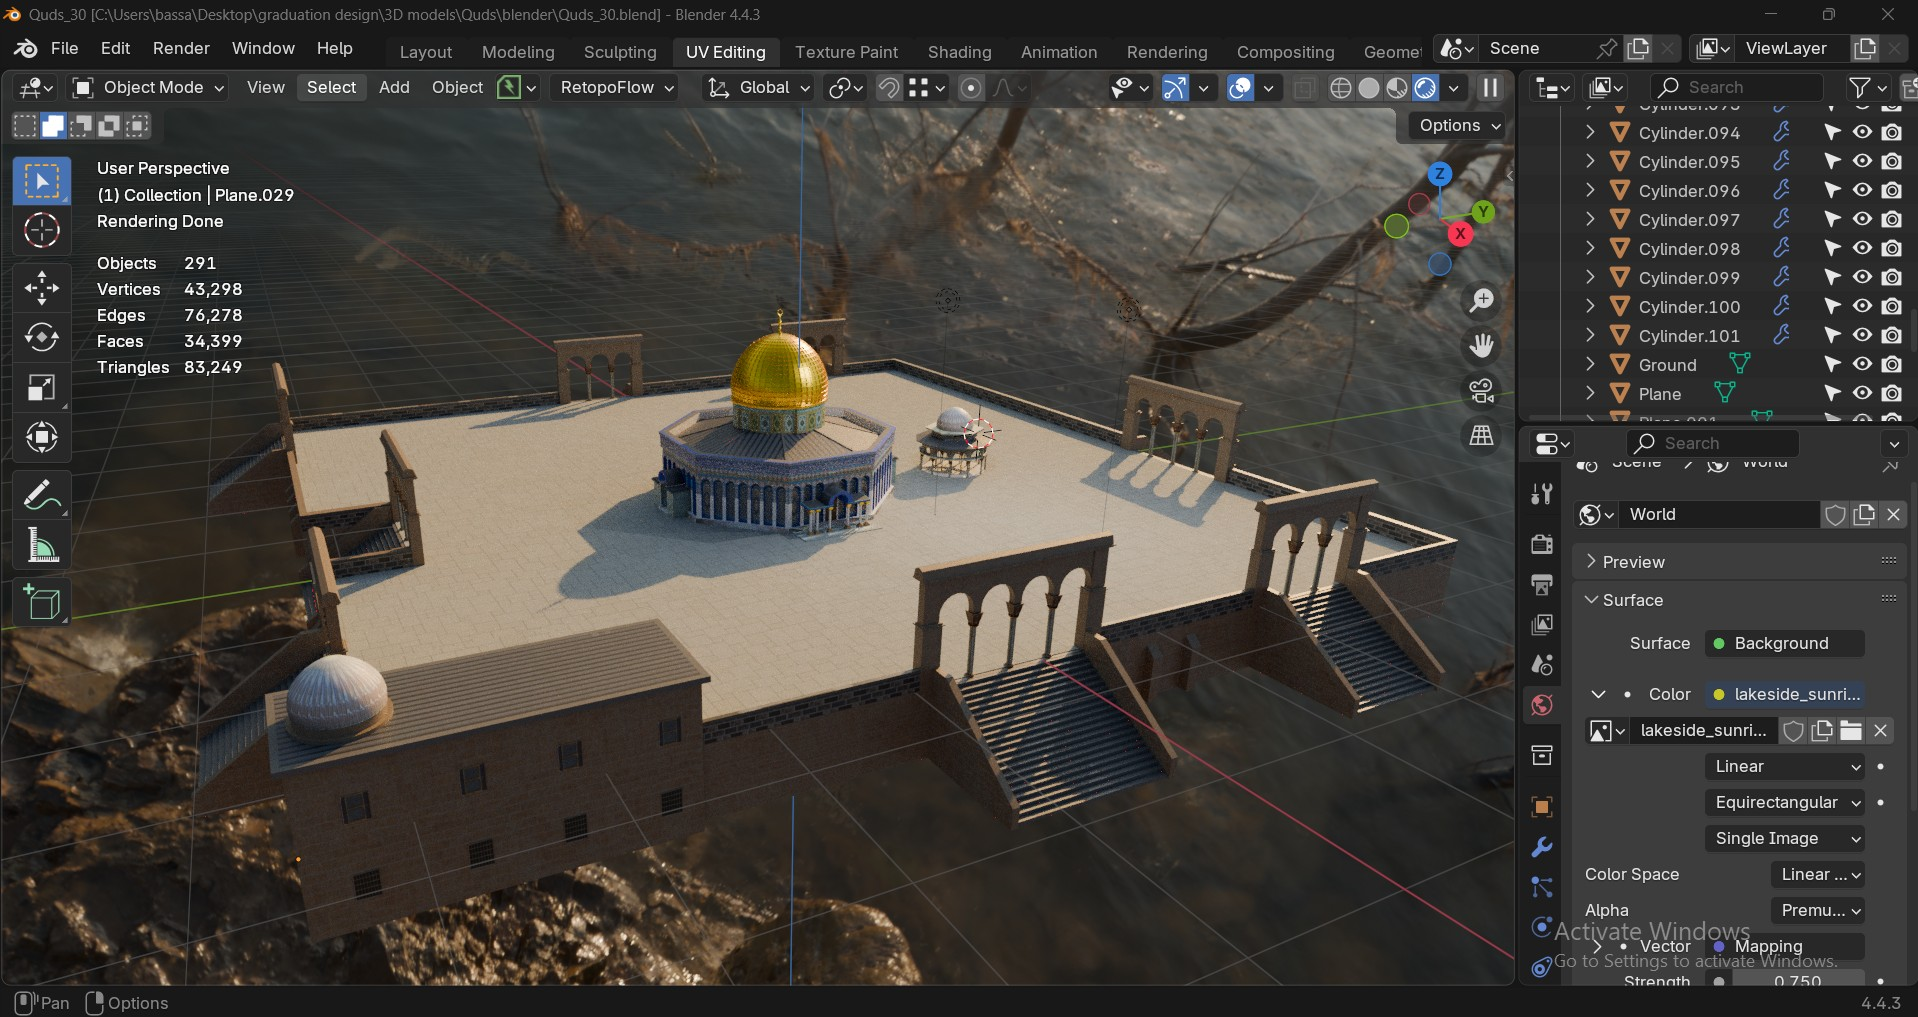 Quds_30 [C:\Users\bassa\Desktop\graduation design\3D models\Quds\blender\Quds_30.blend] - Blender 4.4.3
File Edit Render Window Help
Layout Modeling Sculpting UV Editing Texture Paint Shading Animation Rendering Compositing Geomet
Scene
ViewLayer
Object Mode View Select Add Object RetopoFlow Global
Search
Options
User Perspective
(1) Collection | Plane.029
Rendering Done
Objects 291
Vertices 43,298
Edges 76,278
Faces 34,399
Triangles 83,249
Z
Y
X
Cylinder.093
Cylinder.094
Cylinder.095
Cylinder.096
Cylinder.097
Cylinder.098
Cylinder.099
Cylinder.100
Cylinder.101
Ground
Plane
Plane.001
Search
Scene World
World
Preview
Surface
Surface Background
Color lakeside_sunri...
lakeside_sunri...
Linear
Equirectangular
Single Image
Color Space Linear ...
Alpha Premu...
Activate Windows
Vector Mapping
Go to Settings to activate Windows.
Strength 0.750
Pan Options
4.4.3